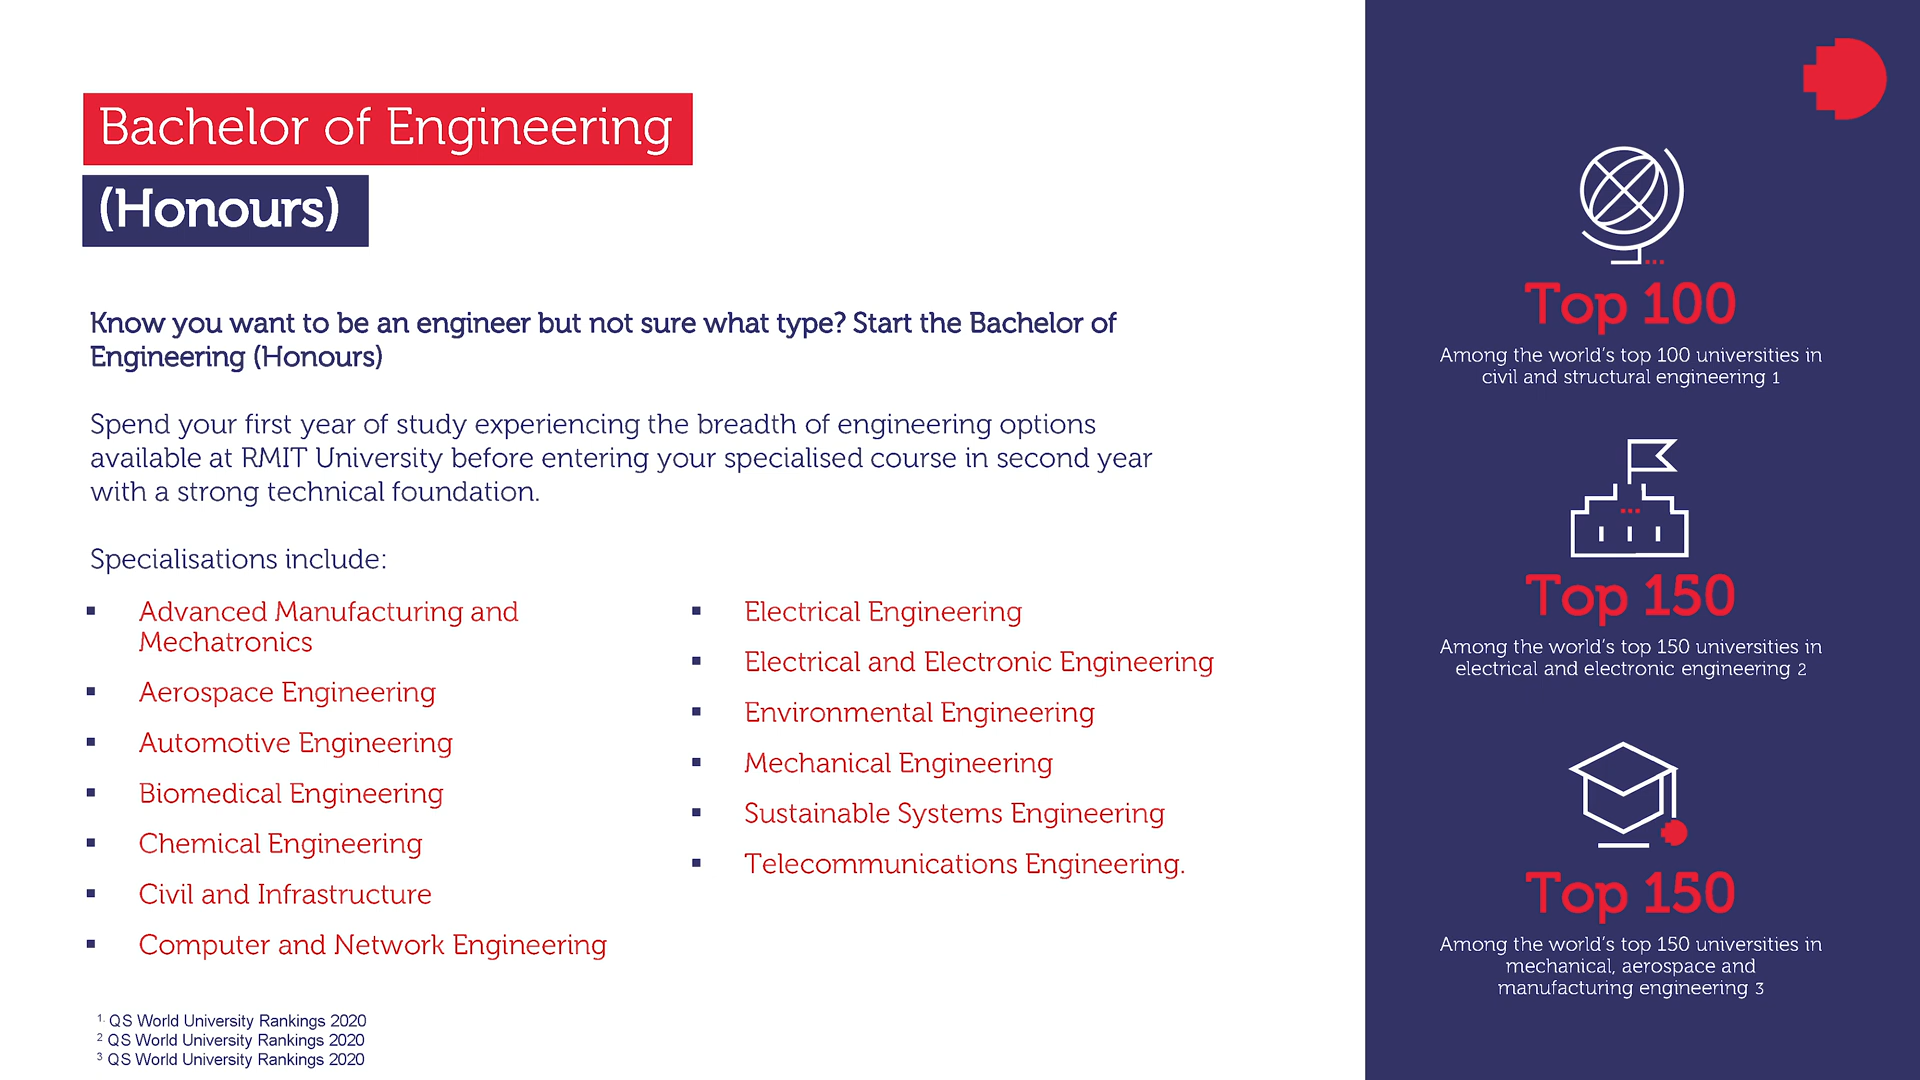 Bachelor of Engineering
(Honours)
Know you want to be an engineer but not sure what type? Start the Bachelor of
Engineering (Honours)
Spend your first year of study experiencing the breadth of engineering options
available at RMIT University before entering your specialised course in second year
with a strong technical foundation.
Specialisations include:
▪ Advanced Manufacturing and
Mechatronics
▪ Aerospace Engineering
▪ Automotive Engineering
▪ Biomedical Engineering
▪ Chemical Engineering
▪ Civil and Infrastructure
▪ Computer and Network Engineering
▪ Electrical Engineering
▪ Electrical and Electronic Engineering
▪ Environmental Engineering
▪ Mechanical Engineering
▪ Sustainable Systems Engineering
▪ Telecommunications Engineering.
1. QS World University Rankings 2020
2 QS World University Rankings 2020
3 QS World University Rankings 2020
Top 100
Among the world's top 100 universities in
civil and structural engineering 1
Top 150
Among the world's top 150 universities in
electrical and electronic engineering 2
Top 150
Among the world's top 150 universities in
mechanical, aerospace and
manufacturing engineering 3